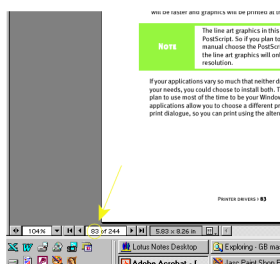 will be faster and graphics will be printed at th
NOTE
The line art graphics in this
PostScript. So if you plan to
manual choose the PostScri
the line art graphics will onl
resolution.
If your applications vary so much that neither d
your needs, you could choose to install both. T
plan to use most of the time to be your Window
applications allow you to choose a different pr
print dialogue, so you can print using the altern
PRINTER DRIVERS 83
104% 83 of 244 5.83 x 8.26 in
Lotus Notes Desktop Exploring - GB ma
Adobe Acrobat - [ Jasc Paint Shop P